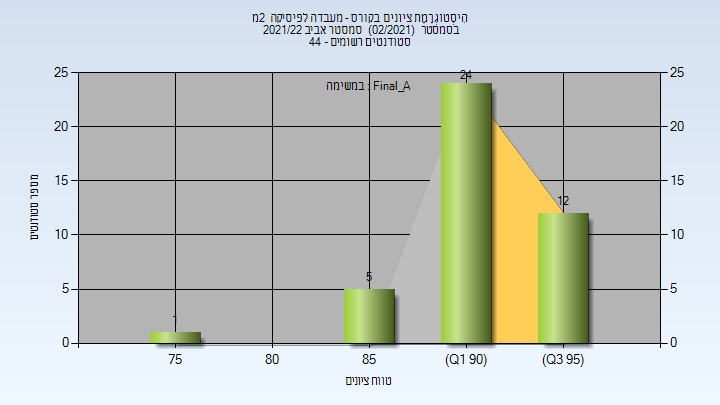 היסטוגרמת ציונים בקורס - מעבדה לפיסיקה 2מ
בסמסטר (02/2021) סמסטר אביב 2021/22
סטודנטים רשומים - 44
במשימה : Final_A
25
20
15
10
5
0
25
20
15
10
5
0
מספר סטודנטים
1
5
24
12
75
80
85
(Q1 90)
(Q3 95)
טווח ציונים